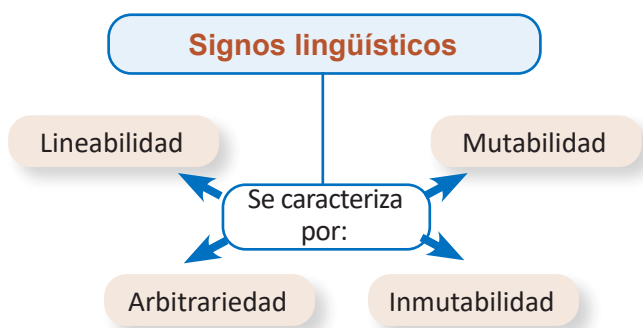 Signos lingüísticos
Lineabilidad
Mutabilidad
Se caracteriza
por:
Arbitrariedad
Inmutabilidad